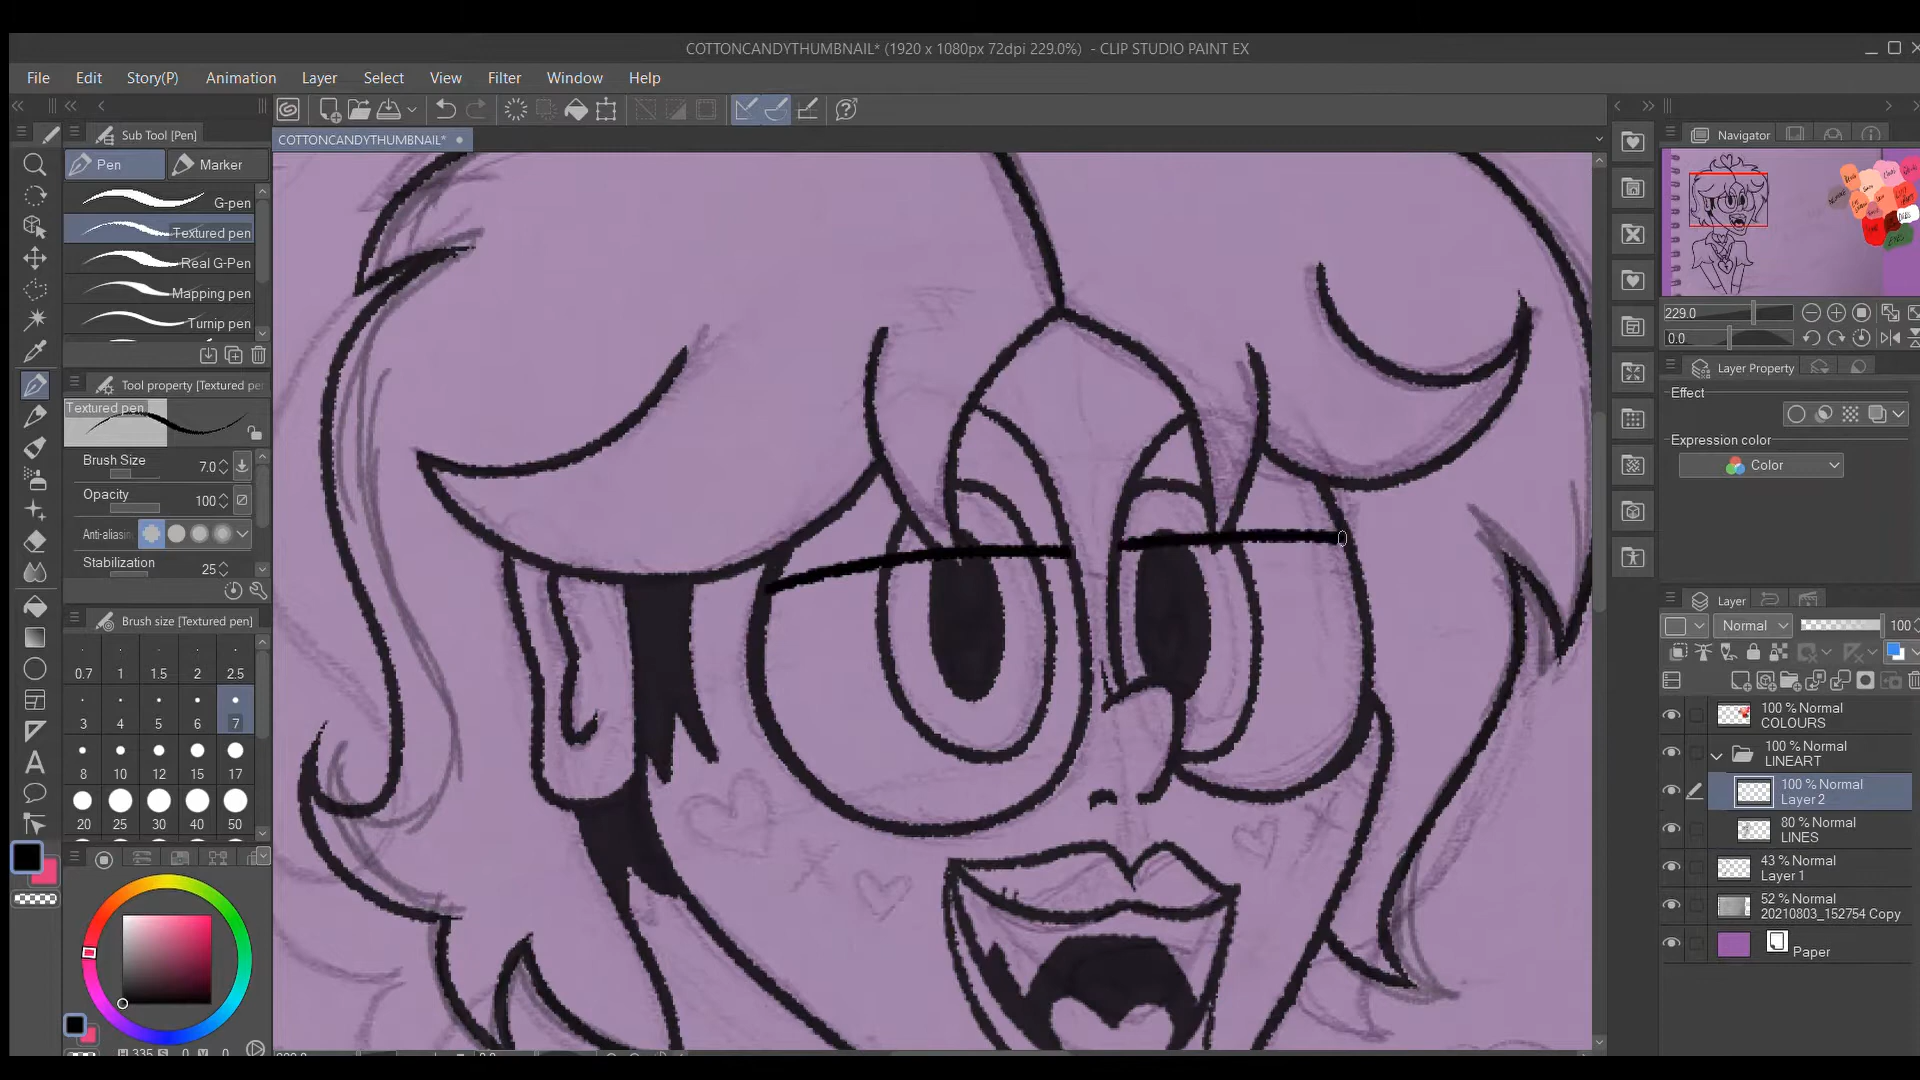 COTTONCANDYTHUMBNAIL* (1920 x 1080px 72dpi 229.0%) - CLIP STUDIO PAINT EX
File Edit Story(P) Animation Layer Select View Filter Window Help
COTTONCANDYTHUMBNAIL*
Sub Tool [Pen]
Pen Marker
G-pen
Textured pen
Real G-Pen
Mapping pen
Turnip pen
Tool property [Textured pe
Textured pen
Brush Size 7.0
Opacity 100
Anti-aliasin
Stabilization 25
Brush size [Textured pen]
0.7 1 1.5 2 2.5
3 4 5 6 7
8 10 12 15 17
20 25 30 40 50
Navigator
229.0
0.0
Layer Property
Effect
Expression color
Color
Layer
Normal 100
100 % Normal
COLOURS
100 % Normal
LINEART
100 % Normal
Layer 2
80 % Normal
LINES
43 % Normal
Layer 1
52 % Normal
20210803_152754 Copy
Paper